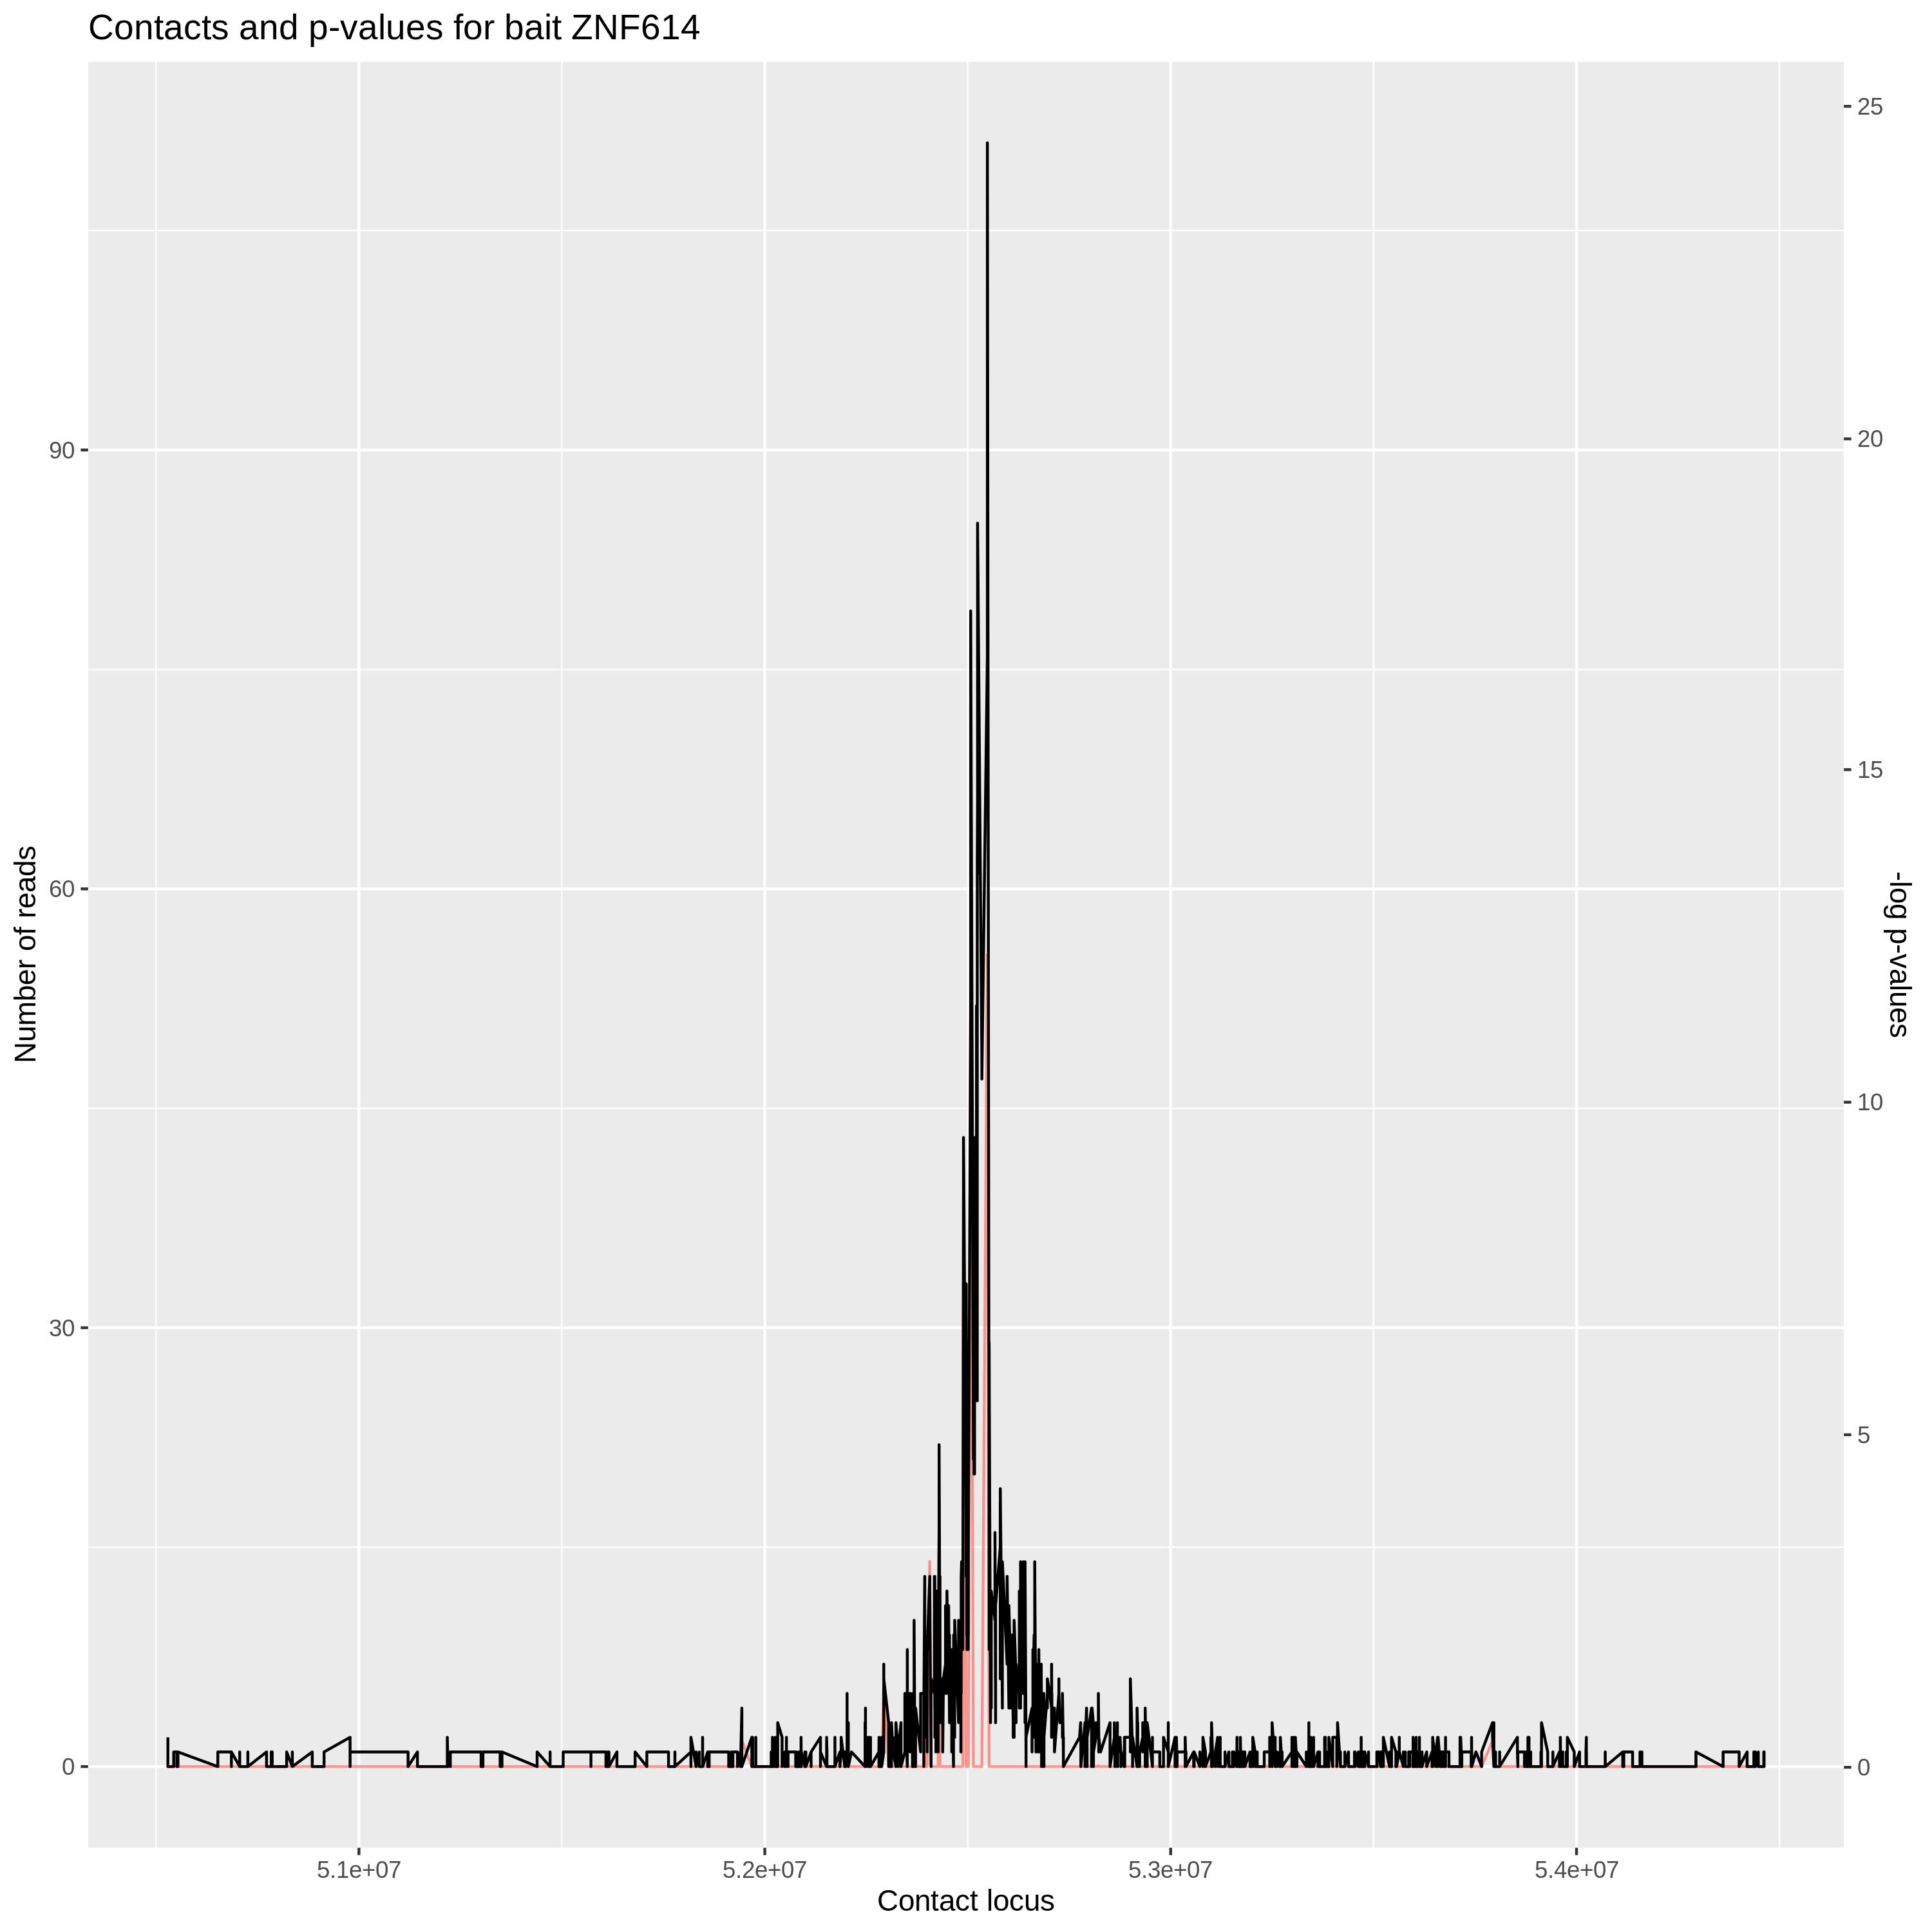 Contacts and p-values for bait ZNF614
25
20
15
10
5
0
-log p-values
90
60
30
0
Number of reads
5.1e+07
5.2e+07
5.3e+07
5.4e+07
Contact locus